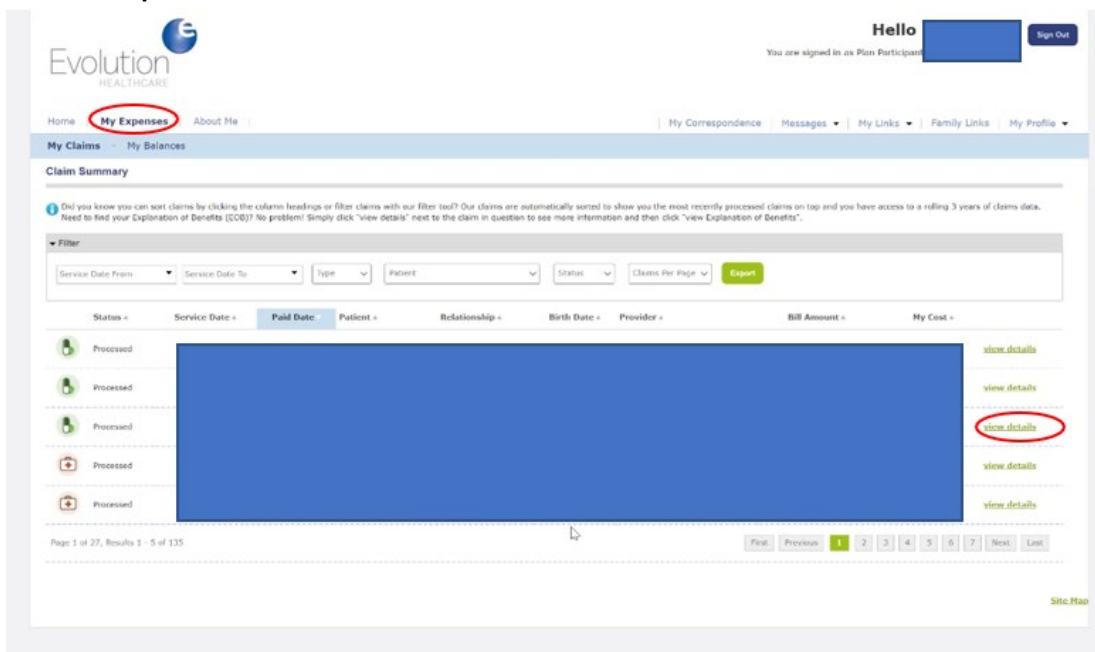 Evolution
HEALTHCARE
Hello
Sign Out
You are signed in as Plan Participant
Home My Expenses About Me
My Correspondence Messages My Links Family Links My Profile
My Claims My Balances
Claim Summary
Did you know you can sort claims by clicking the column headings or filter claims with our filter tool? Our claims are automatically sorted to show you the most recently processed claims on top and you have access to a rolling 3 years of claims data.
Need to find your Explanation of Benefits (EOB)? No problem! Simply click "view details" next to the claim in question to see more information and then click "view Explanation of Benefits".
Filter
Service Date From Service Date To Type Patient Status Claims Per Page Export
Status Service Date Paid Date Patient Relationship Birth Date Provider Bill Amount My Cost
Processed view details
Processed view details
Processed view details
Processed view details
Processed view details
Page 1 of 27, Results 1 - 5 of 135
First Previous 1 2 3 4 5 6 7 Next Last
Site Map